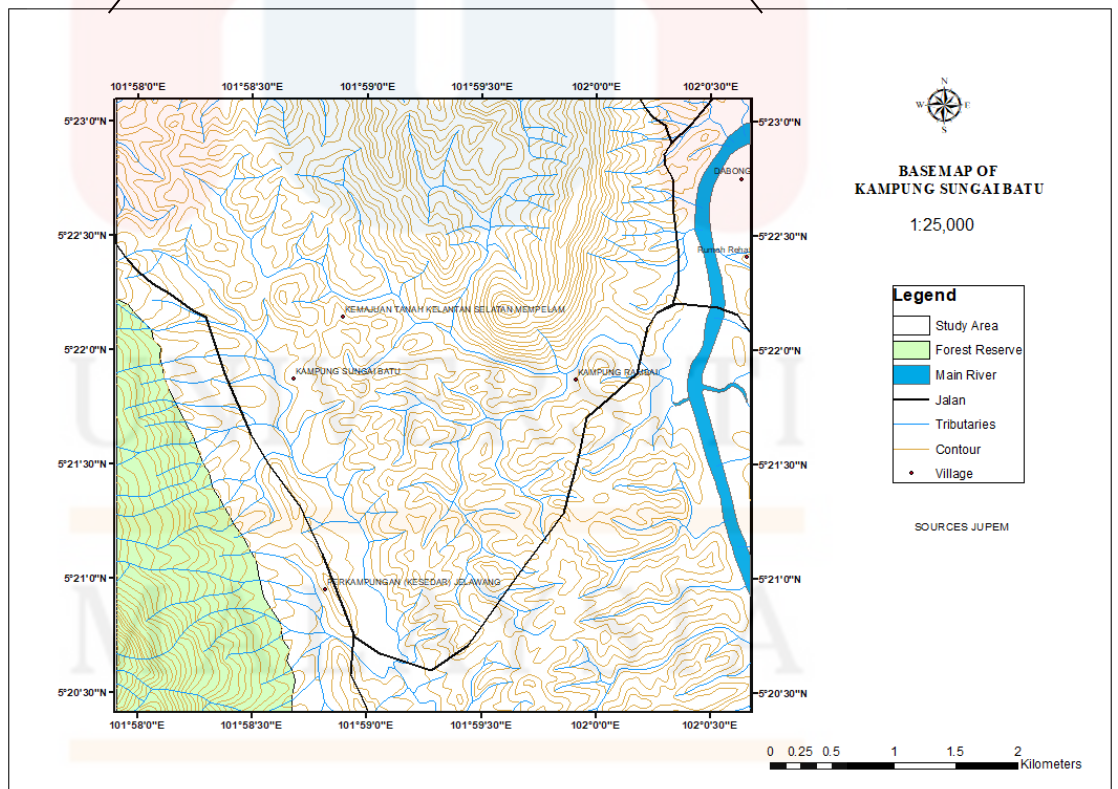 101°58'0"E 101°58'30"E 101°59'0"E 101°59'30"E 102°0'0"E 102°0'30"E
5°23'0"N 5°23'0"N
5°22'30"N 5°22'30"N
5°22'0"N 5°22'0"N
5°21'30"N 5°21'30"N
5°21'0"N 5°21'0"N
5°20'30"N 5°20'30"N
101°58'0"E 101°58'30"E 101°59'0"E 101°59'30"E 102°0'0"E 102°0'30"E
DABONG
Rumah Rehat
KEMAJUAN TANAH KELANTAN SELATAN MEMPELAM
KAMPUNG SUNGAI BATU
KAMPUNG RAMBAI
PERKAMPUNGAN (KESEDAR) JELAWANG
UNIVERSITI
MALAYSIA
N
W E
S
BASEMAP OF
KAMPUNG SUNGAI BATU
1:25,000
Legend
Study Area
Forest Reserve
Main River
Jalan
Tributaries
Contour
Village
SOURCES JUPEM
0 0.25 0.5 1 1.5 2
Kilometers